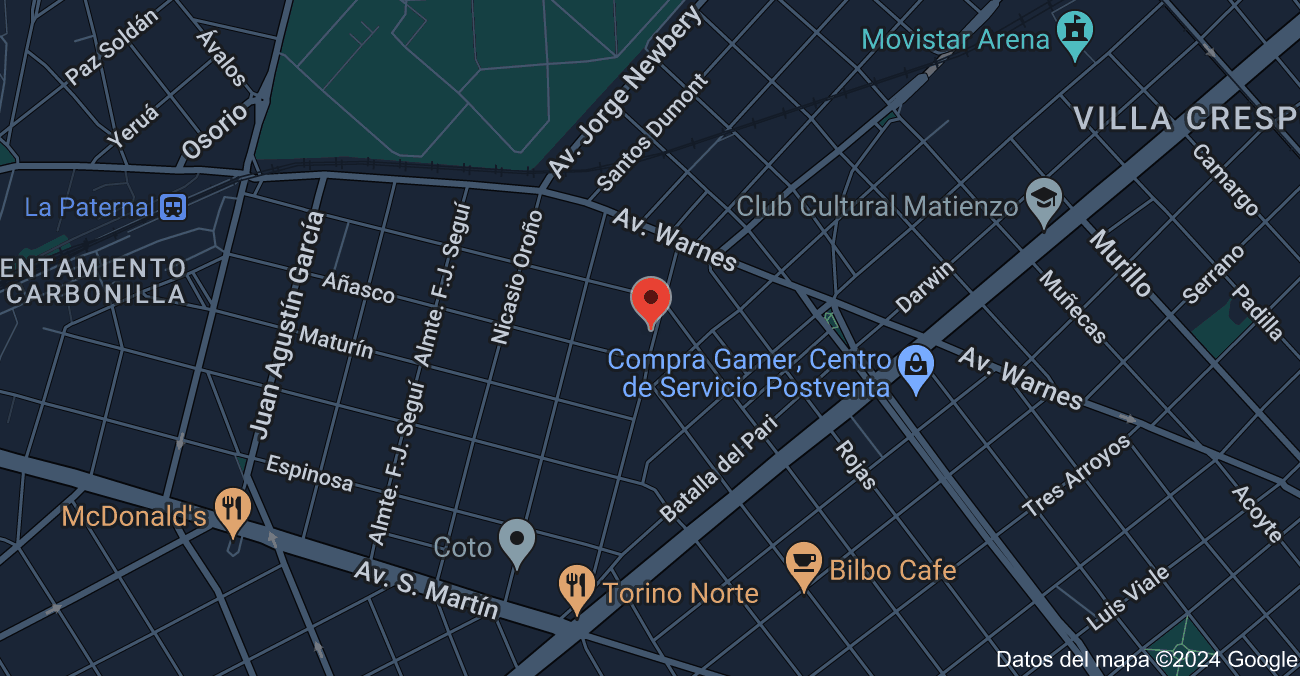 Paz Soldán
Ávalos
Yeruá
Osorio
Av. Jorge Newbery
Santos Dumont
Movistar Arena
VILLA CRESP
Camargo
La Paternal
ENTAMIENTO
CARBONILLA
Juan Agustín García
Añasco
Maturín
Almte. F.J. Seguí
Nicasio Oroño
Av. Warnes
Club Cultural Matienzo
Murillo
Serrano
Padilla
Darwin
Muñecas
Compra Gamer, Centro
de Servicio Postventa
Av. Warnes
Almte. F.J. Seguí
Espinosa
Batalla del Pari
Rojas
Tres Arroyos
Acoyte
McDonald's
Coto
Av. S. Martín
Torino Norte
Bilbo Cafe
Luis Viale
Datos del mapa ©2024 Google